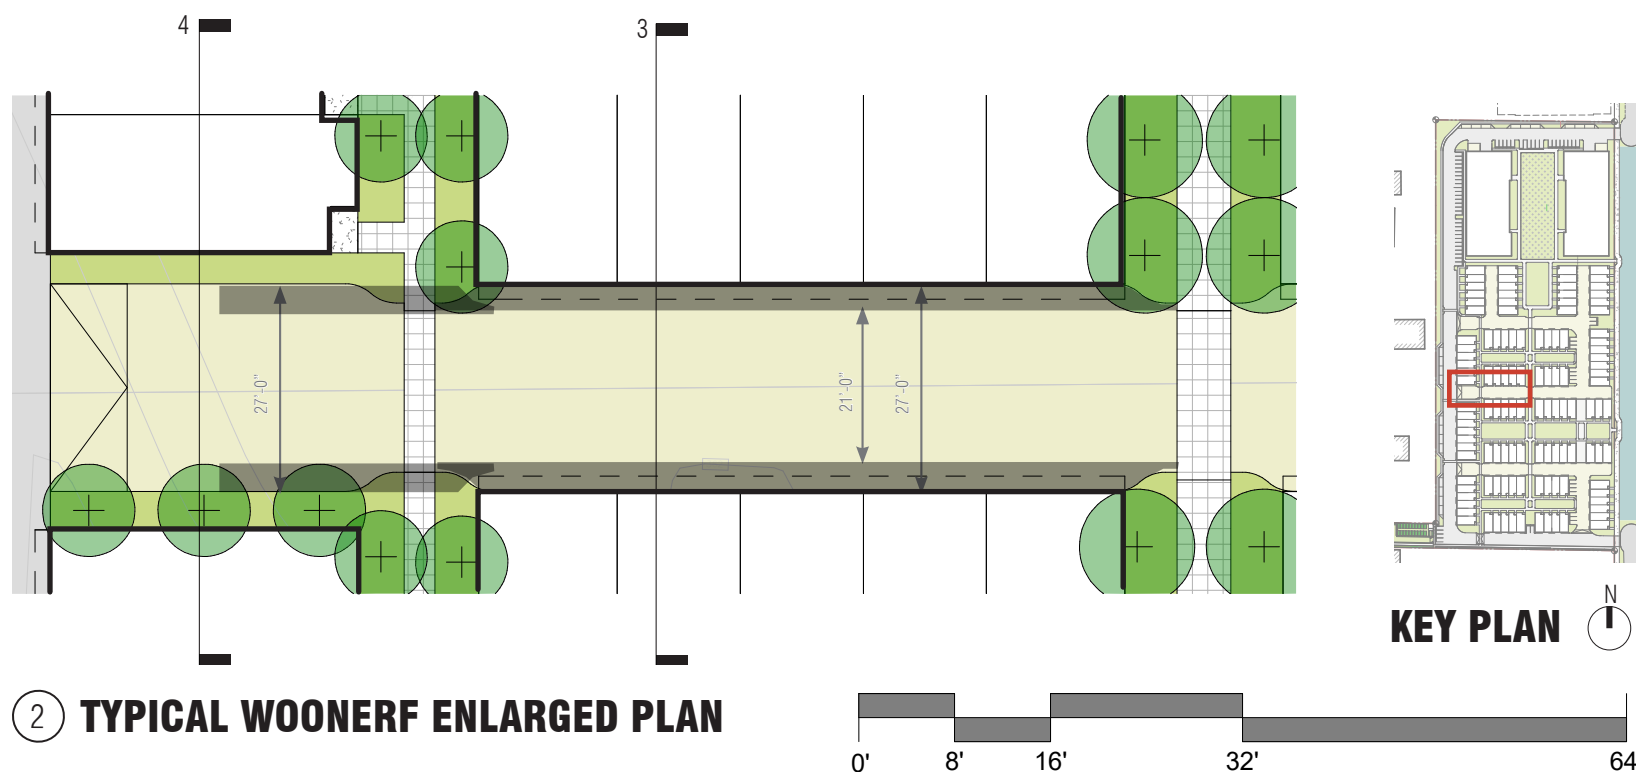 4
3
27'-0"
21'-0"
27'-0"
N
KEY PLAN
2 TYPICAL WOONERF ENLARGED PLAN
0' 8' 16' 32' 64